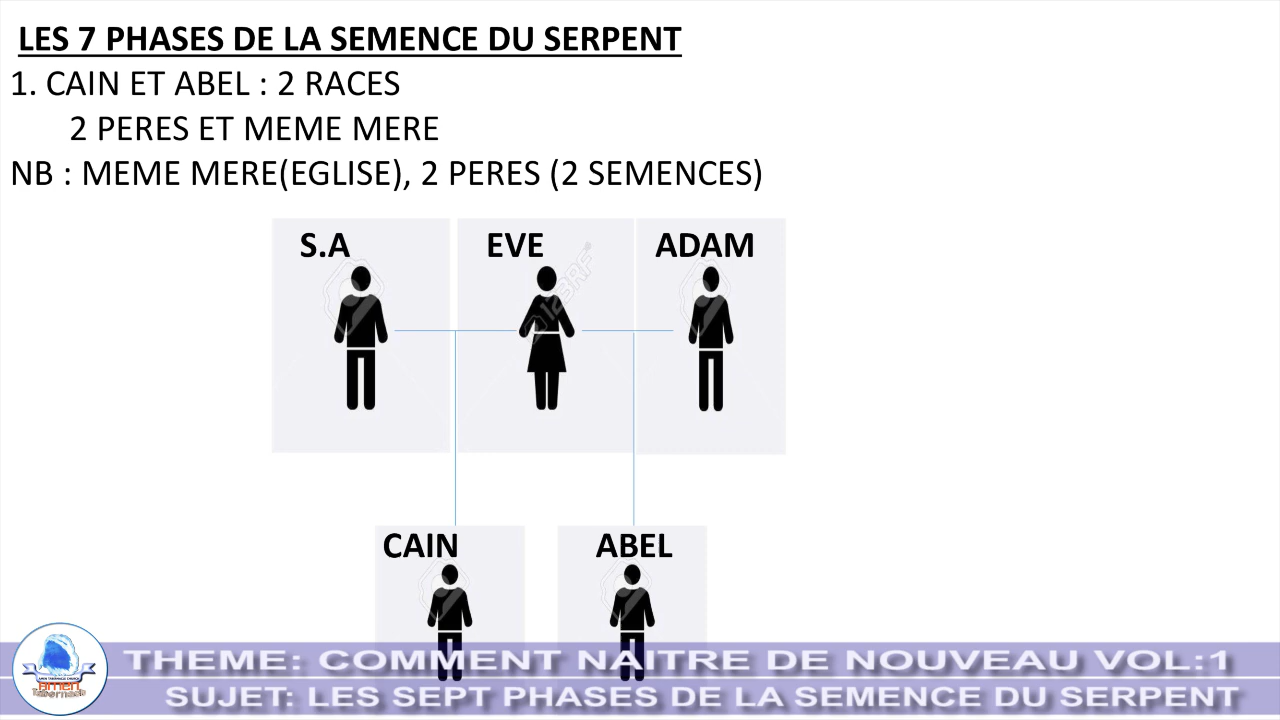 LES 7 PHASES DE LA SEMENCE DU SERPENT
1. CAIN ET ABEL : 2 RACES
2 PERES ET MEME MERE
NB : MEME MERE(EGLISE), 2 PERES (2 SEMENCES)
S.A EVE ADAM
123RF®
CAIN ABEL
THEME: COMMENT NAITRE DE NOUVEAU VOL:1
SUJET: LES SEPT PHASES DE LA SEMENCE DU SERPENT